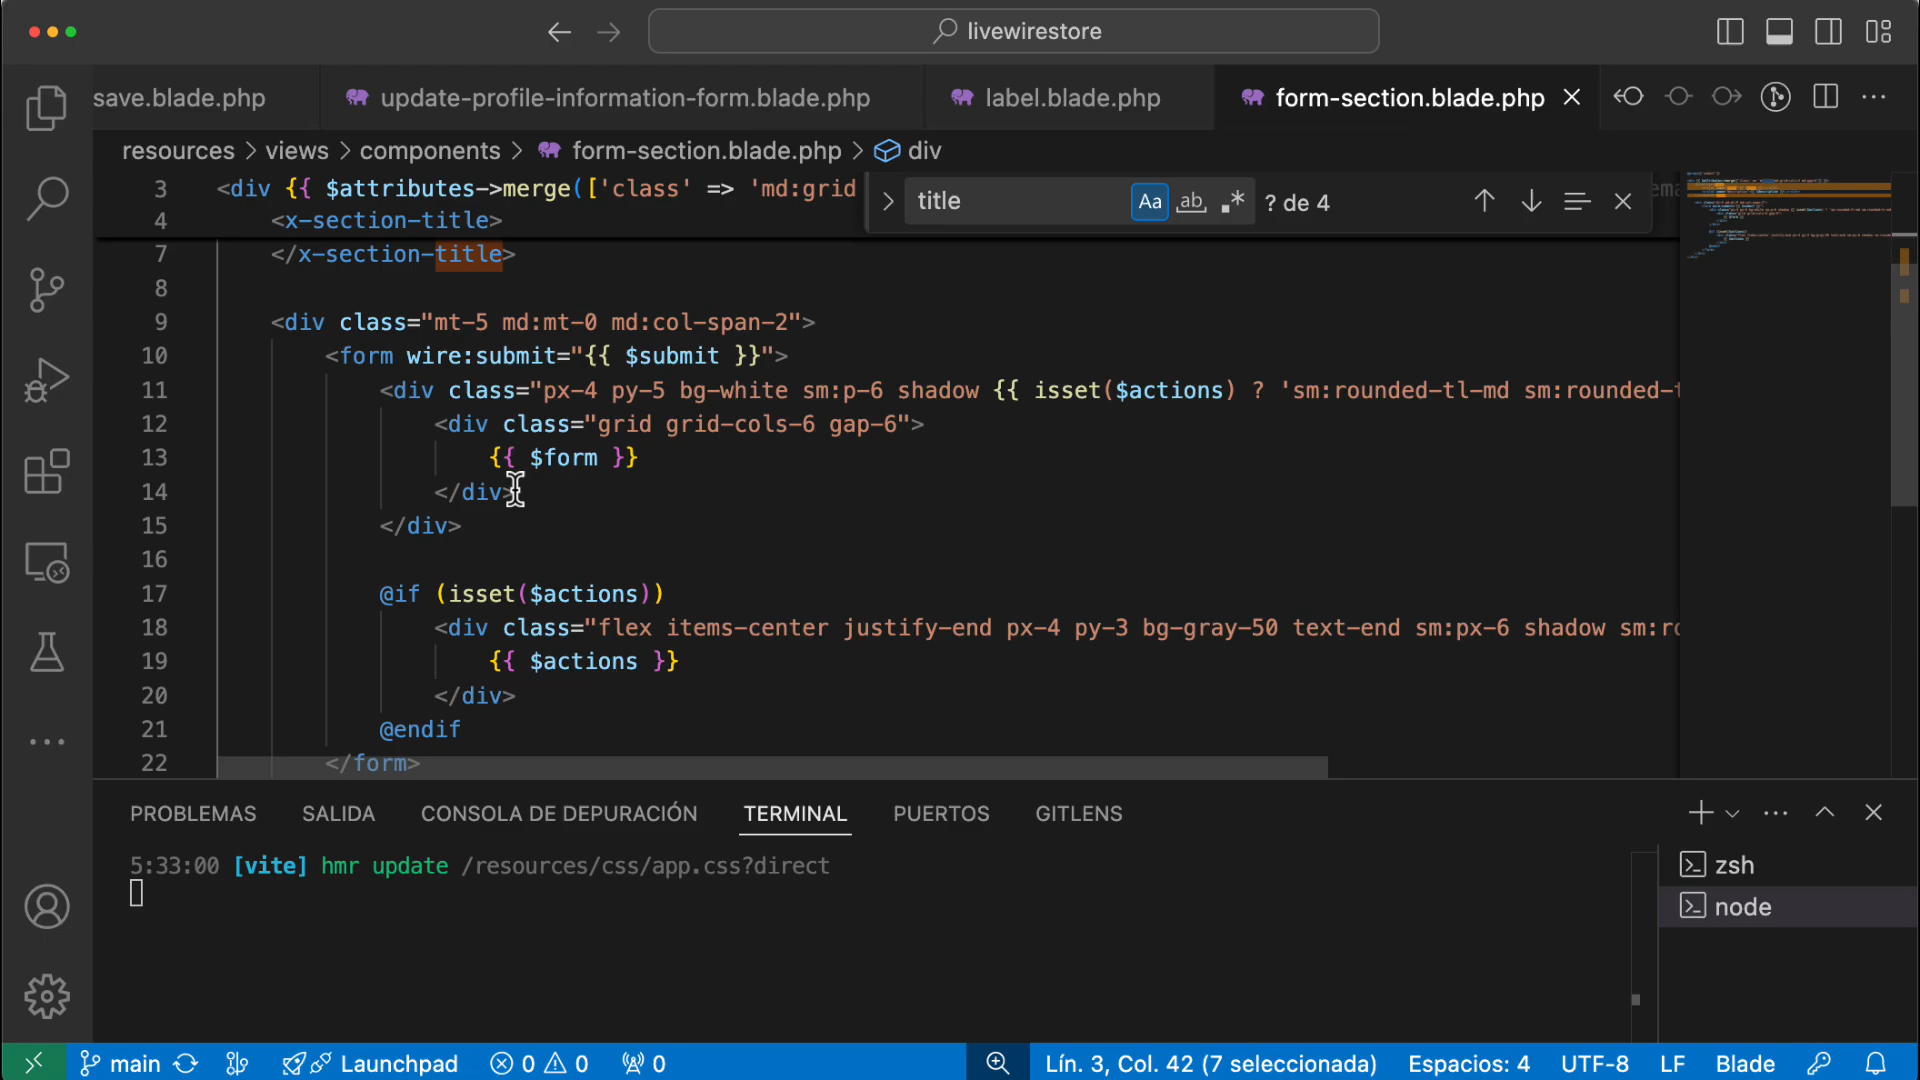 livewirestore
save.blade.php
update-profile-information-form.blade.php
label.blade.php
form-section.blade.php
resources > views > components > form-section.blade.php > div
title
Aa ab .* ? de 4
3 <div {{ $attributes->merge(['class' => 'md:grid
4 <x-section-title>
7 </x-section-title>
8
9 <div class="mt-5 md:mt-0 md:col-span-2">
10 <form wire:submit="{{ $submit }}">
11 <div class="px-4 py-5 bg-white sm:p-6 shadow {{ isset($actions) ? 'sm:rounded-tl-md sm:rounded-t
12 <div class="grid grid-cols-6 gap-6">
13 {{ $form }}
14 </div>
15 </div>
16
17 @if (isset($actions))
18 <div class="flex items-center justify-end px-4 py-3 bg-gray-50 text-end sm:px-6 shadow sm:ro
19 {{ $actions }}
20 </div>
21 @endif
22 </form>
PROBLEMAS SALIDA CONSOLA DE DEPURACIÓN TERMINAL PUERTOS GITLENS
5:33:00 [vite] hmr update /resources/css/app.css?direct
zsh
node
main Launchpad 0 0 0 Lín. 3, Col. 42 (7 seleccionada) Espacios: 4 UTF-8 LF Blade